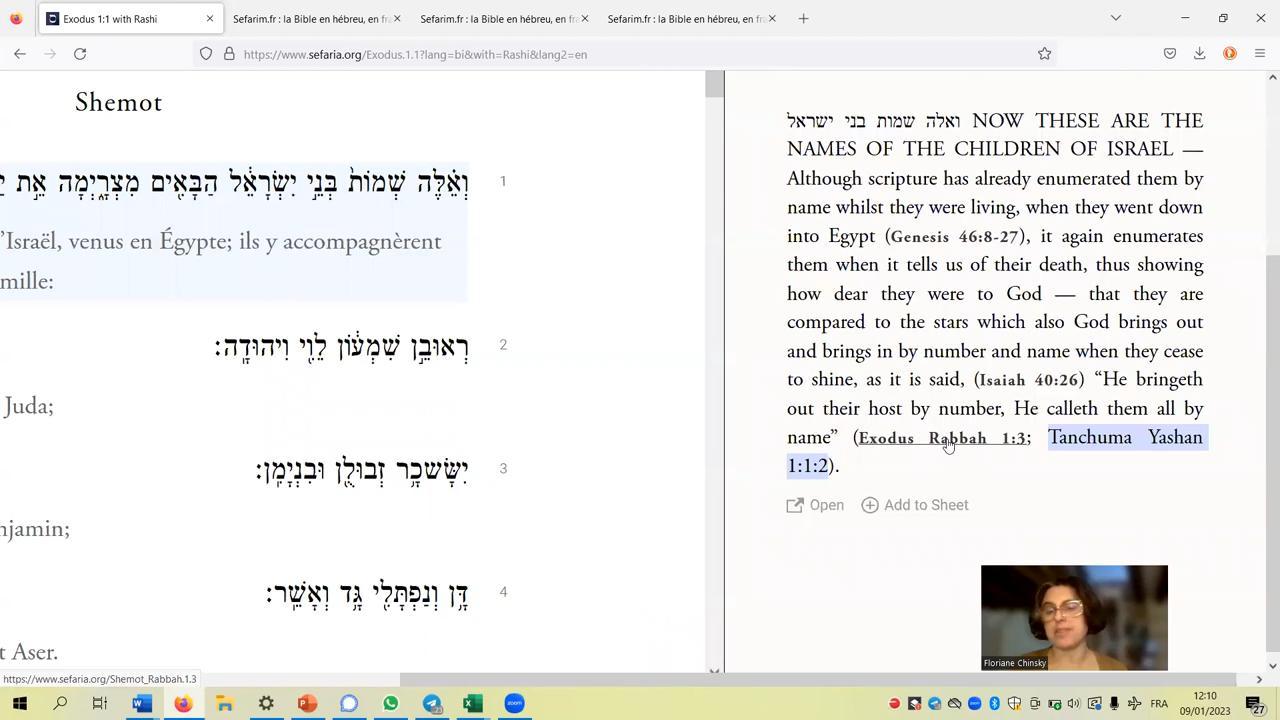 Exodus 1:1 with Rashi
Sefarim.fr : la Bible en hébreu, en fra
Sefarim.fr : la Bible en hébreu, en fra
Sefarim.fr : la Bible en hébreu, en fra
https://www.sefaria.org/Exodus.1.1?lang=bi&with=Rashi&lang2=en
Shemot
וְאֵ֗לֶּה שְׁמוֹת֙ בְּנֵ֣י יִשְׂרָאֵ֔ל הַבָּאִ֖ים מִצְרָ֑יְמָה אֵ֣ת 1
'Israël, venus en Égypte; ils y accompagnèrent
mille:
רְאוּבֵ֣ן שִׁמְע֔וֹן לֵוִ֖י וִיהוּדָֽה׃ 2
Juda;
יִשָּׂשכָ֥ר זְבוּלֻ֖ן וּבִנְיָמִֽן׃ 3
njamin;
דָּ֥ן וְנַפְתָּלִ֖י גָּ֥ד וְאָשֵֽׁר׃ 4
t Aser.
ואלה שמות בני ישראל NOW THESE ARE THE
NAMES OF THE CHILDREN OF ISRAEL —
Although scripture has already enumerated them by
name whilst they were living, when they went down
into Egypt (Genesis 46:8-27), it again enumerates
them when it tells us of their death, thus showing
how dear they were to God — that they are
compared to the stars which also God brings out
and brings in by number and name when they cease
to shine, as it is said, (Isaiah 40:26) “He bringeth
out their host by number, He calleth them all by
name” (Exodus Rabbah 1:3; Tanchuma Yashan
1:1:2).
Open Add to Sheet
Floriane Chinsky
https://www.sefaria.org/Shemot_Rabbah.1.3
FRA
12:10
09/01/2023
27